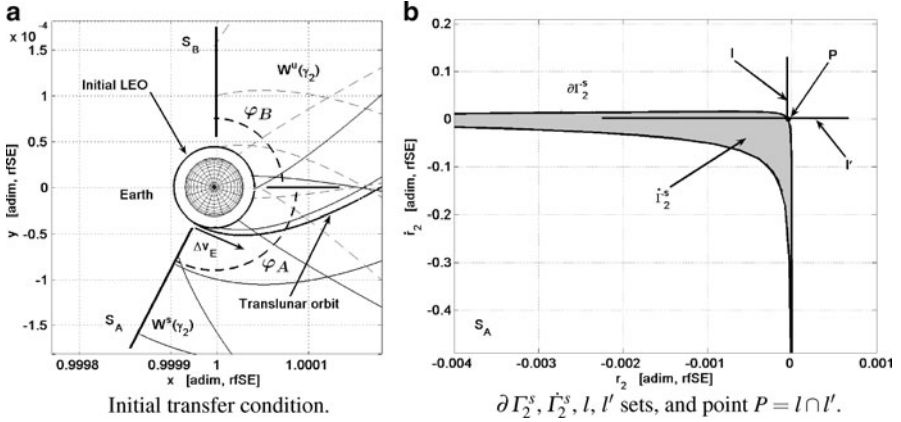 a
x 10⁻⁴
1.5
1
0.5
0
-0.5
-1
-1.5
y [adim, rfSE]
0.9998
0.9999
1
1.0001
x [adim, rfSE]
S_B
Initial LEO
W^u(γ_2)
φ_B
Earth
Δv_E
φ_A
Translunar orbit
S_A
W^s(γ_2)
Initial transfer condition.
b
0.2
0.1
0
-0.1
-0.2
-0.3
-0.4
ṙ_2 [adim, rfSE]
-0.004
-0.003
-0.002
-0.001
0
0.001
r_2 [adim, rfSE]
l
P
∂Γ_2^s
l'
Γ̇_2^s
S_A
∂Γ_2^s, Γ̇_2^s, l, l′ sets, and point P = l ∩ l′.